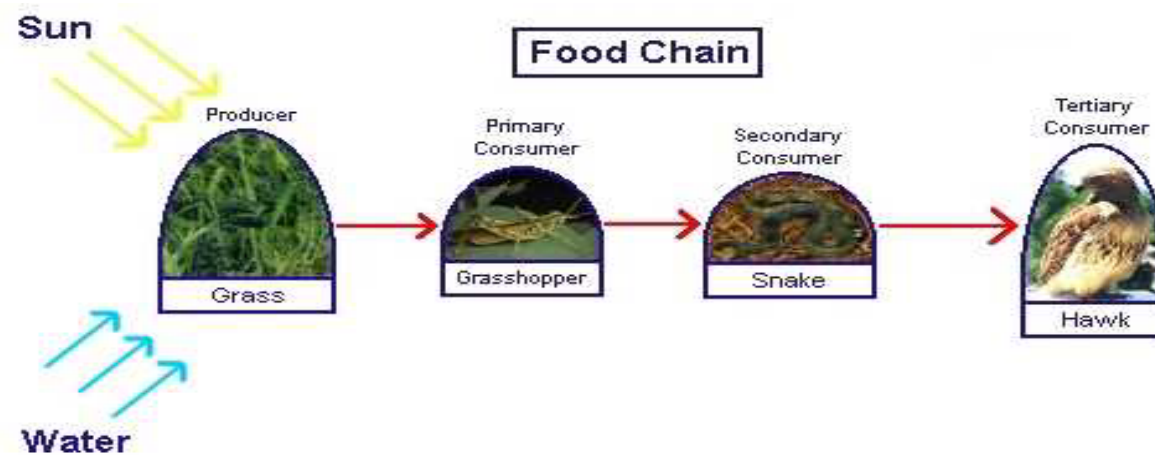 Sun
Food Chain
Producer
Grass
Primary
Consumer
Grasshopper
Secondary
Consumer
Snake
Tertiary
Consumer
Hawk
Water